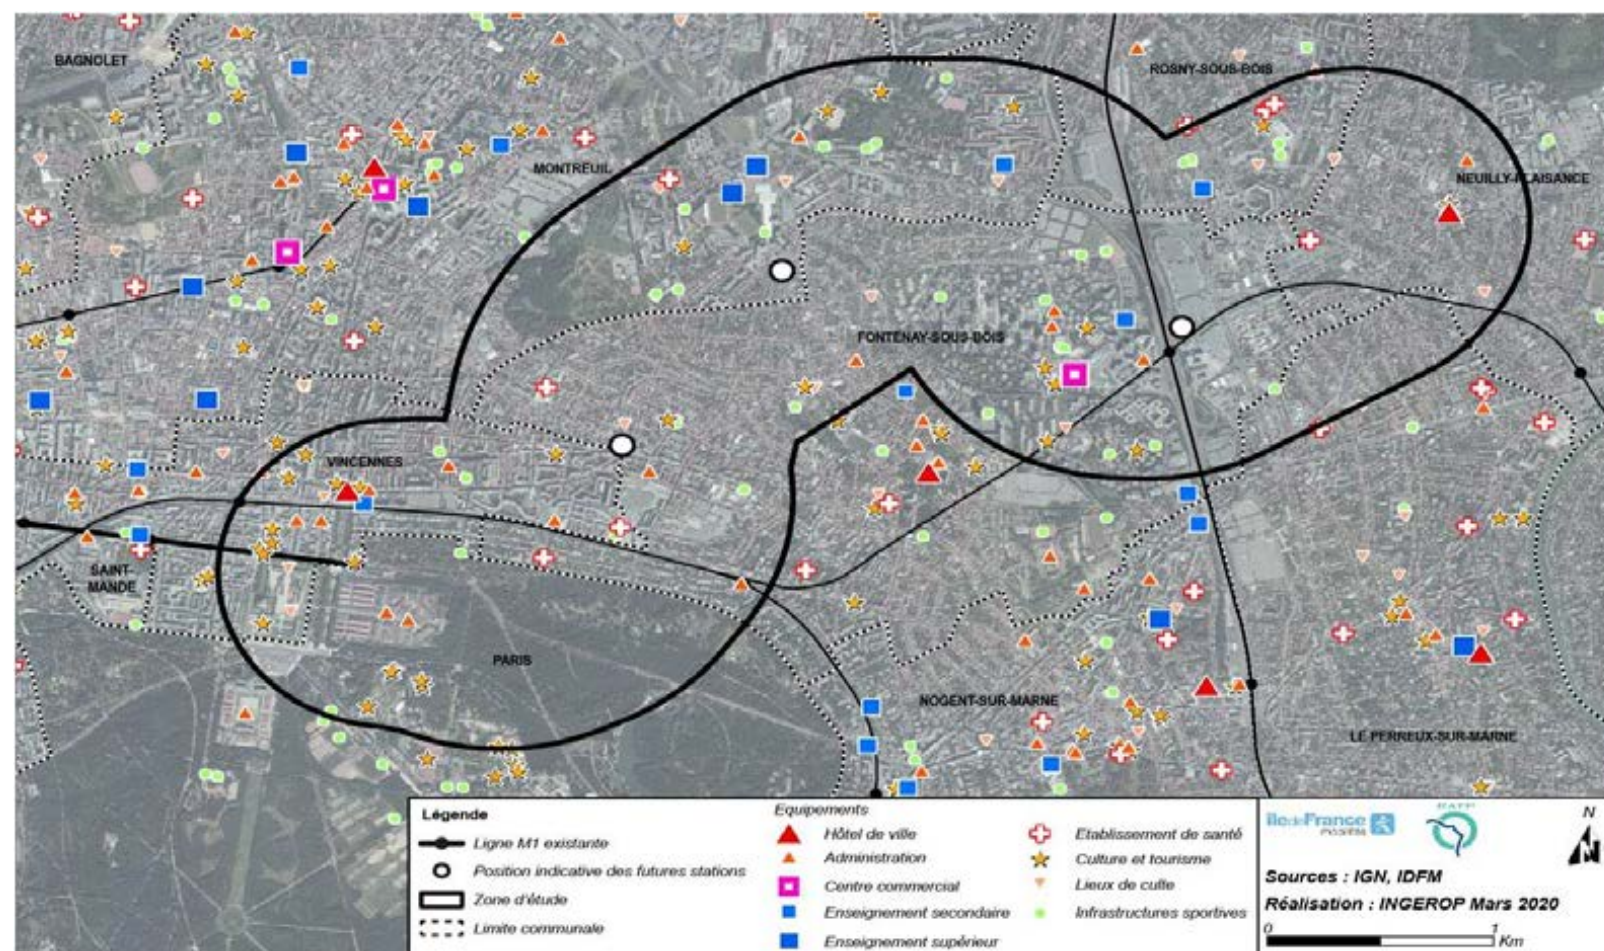 BAGNOLET
ROSNY-SOUS-BOIS
MONTREUIL
NEUILLY-PLAISANCE
FONTENAY-SOUS-BOIS
VINCENNES
SAINT-
MANDE
PARIS
NOGENT-SUR-MARNE
LE PERREUX-SUR-MARNE
Légende
Ligne M1 existante
Position indicative des futures stations
Zone d'étude
Limite communale
Equipements
Hôtel de ville
Administration
Centre commercial
Enseignement secondaire
Enseignement supérieur
Etablissement de santé
Culture et tourisme
Lieux de culte
Infrastructures sportives
îledeFrance
mobilités
RATP
N
Sources : IGN, IDFM
Réalisation : INGEROP Mars 2020
0 1
Km